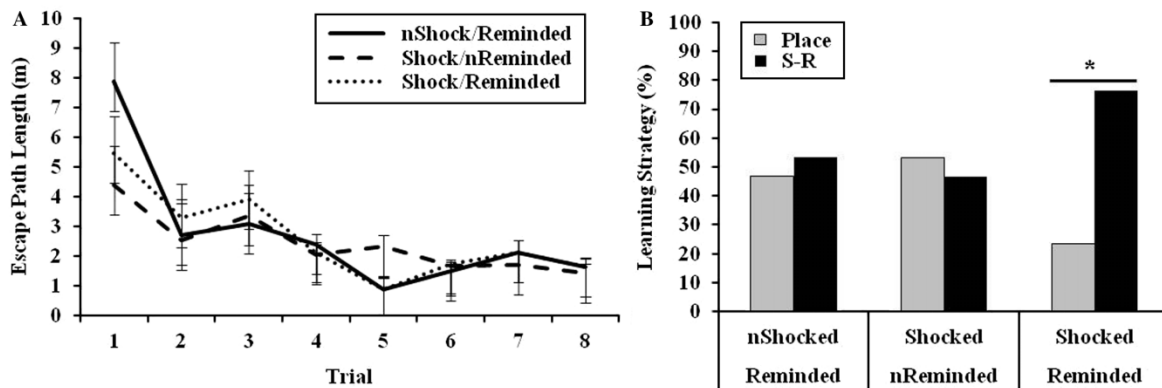 A
Escape Path Length (m)
10
9
8
7
6
5
4
3
2
1
0
nShock/Reminded
Shock/nReminded
Shock/Reminded
1 2 3 4 5 6 7 8
Trial
B
Learning Strategy (%)
100
90
80
70
60
50
40
30
20
10
0
Place
S-R
*
nShocked Shocked Shocked
Reminded nReminded Reminded